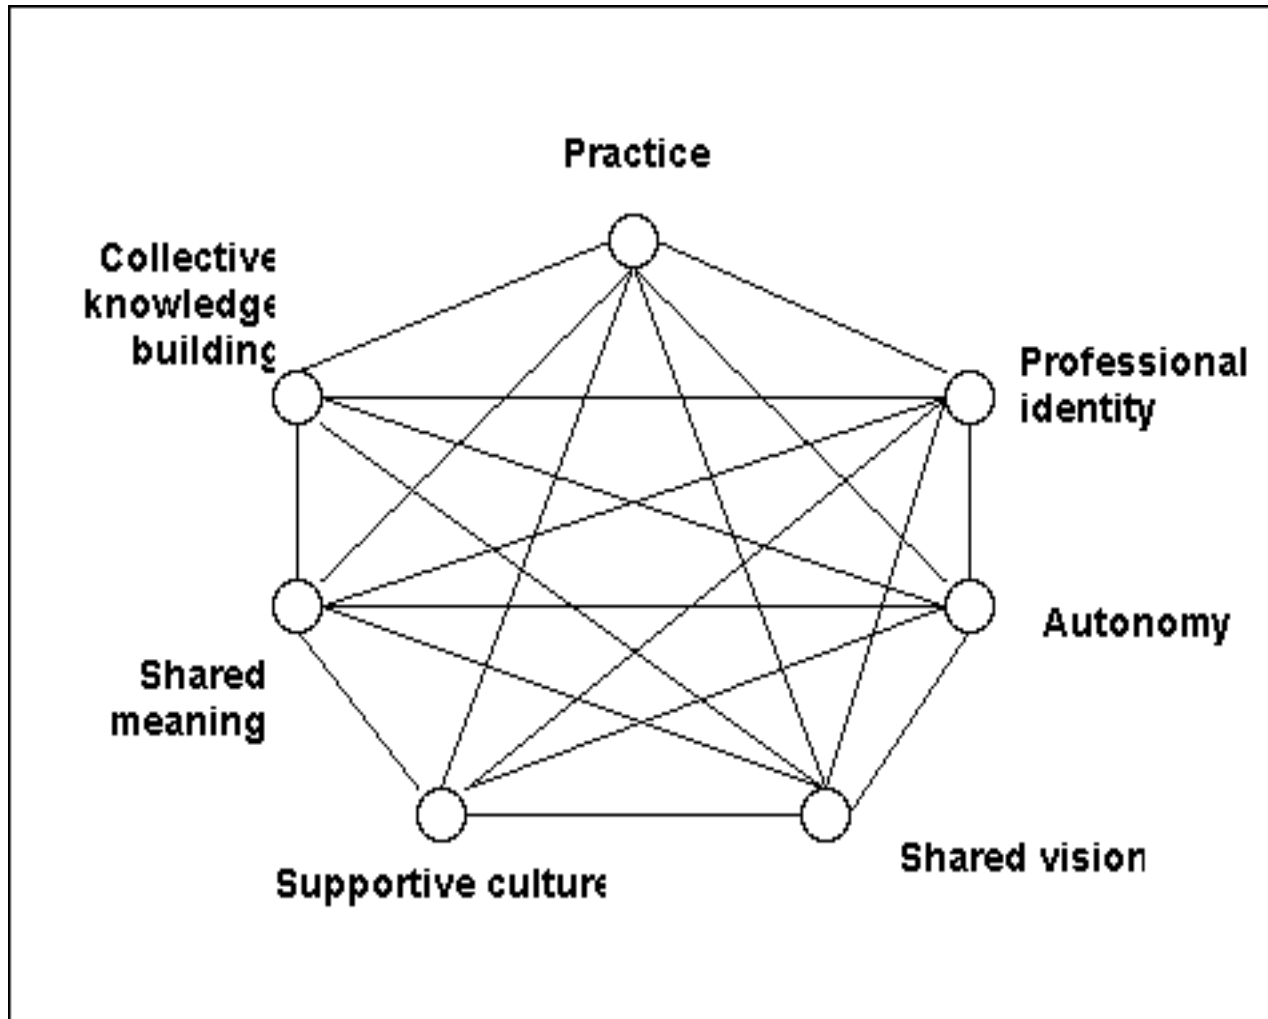 Practice
Collective
knowledge
building
Professional
identity
Autonomy
Shared
meaning
Shared vision
Supportive culture